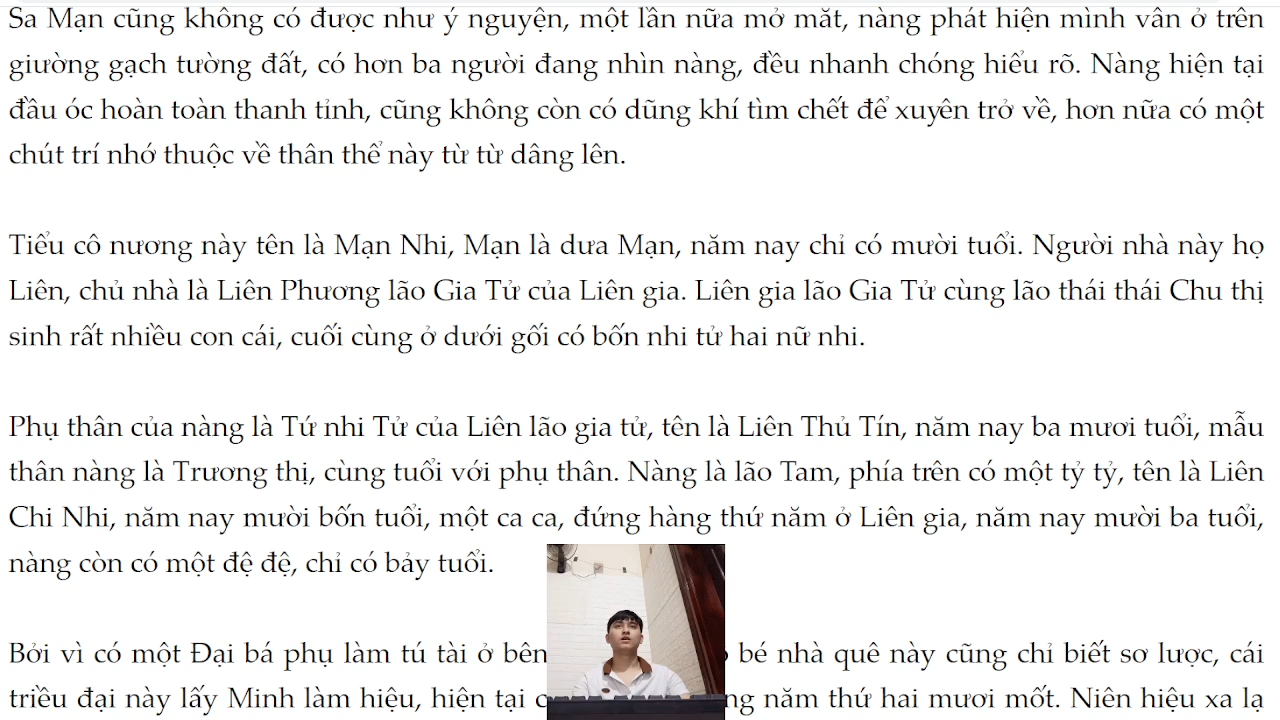 Sa Mạn cũng không có được như ý nguyện, một lần nữa mở mắt, nàng phát hiện mình vẫn ở trên
giường gạch tường đất, có hơn ba người đang nhìn nàng, đều nhanh chóng hiểu rõ. Nàng hiện tại
đầu óc hoàn toàn thanh tỉnh, cũng không còn có dũng khí tìm chết để xuyên trở về, hơn nữa có một
chút trí nhớ thuộc về thân thể này từ từ dâng lên.
Tiểu cô nương này tên là Mạn Nhi, Mạn là dưa Mạn, năm nay chỉ có mười tuổi. Người nhà này họ
Liên, chủ nhà là Liên Phương lão Gia Tử của Liên gia. Liên gia lão Gia Tử cùng lão thái thái Chu thị
sinh rất nhiều con cái, cuối cùng ở dưới gối có bốn nhi tử hai nữ nhi.
Phụ thân của nàng là Tứ nhi Tử của Liên lão gia tử, tên là Liên Thủ Tín, năm nay ba mươi tuổi, mẫu
thân nàng là Trương thị, cùng tuổi với phụ thân. Nàng là lão Tam, phía trên có một tỷ tỷ, tên là Liên
Chi Nhi, năm nay mười bốn tuổi, một ca ca, đứng hàng thứ năm ở Liên gia, năm nay mười ba tuổi,
nàng còn có một đệ đệ, chỉ có bảy tuổi.
Bởi vì có một Đại bá phụ làm tú tài ở bên bé nhà quê này cũng chỉ biết sơ lược, cái
triều đại này lấy Minh làm hiệu, hiện tại năm thứ hai mươi mốt. Niên hiệu xa lạ